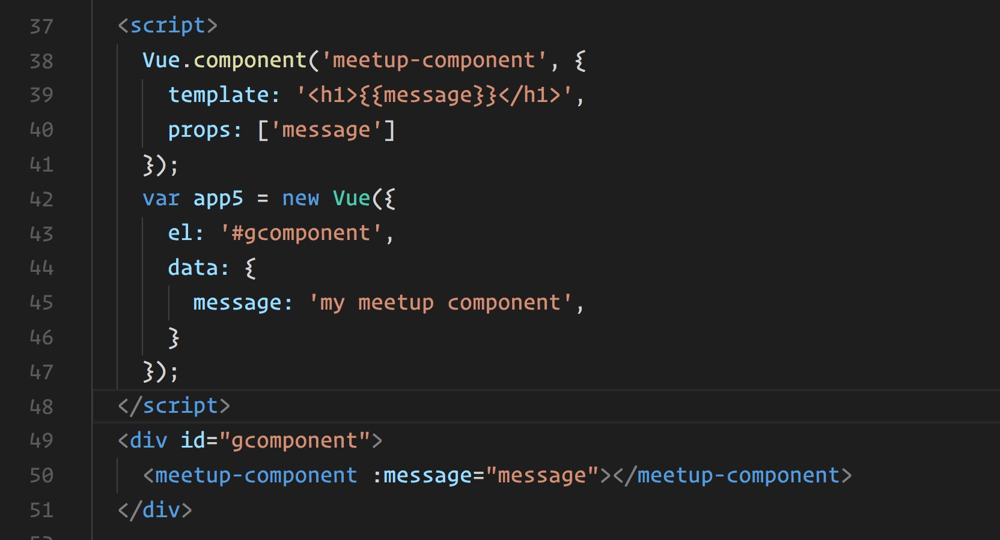 37 <script>
38 Vue.component('meetup-component', {
39 template: '<h1>{{message}}</h1>',
40 props: ['message']
41 });
42 var app5 = new Vue({
43 el: '#gcomponent',
44 data: {
45 message: 'my meetup component',
46 }
47 });
48 </script>
49 <div id="gcomponent">
50 <meetup-component :message="message"></meetup-component>
51 </div>